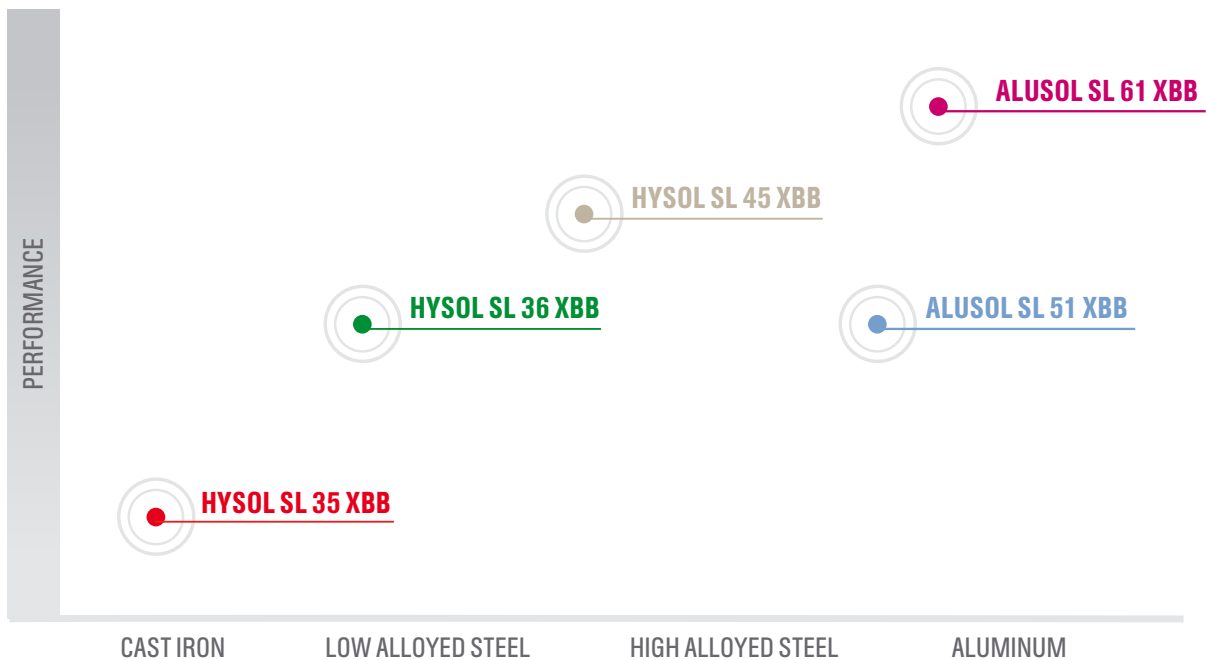 ALUSOL SL 61 XBB
HYSOL SL 45 XBB
HYSOL SL 36 XBB
ALUSOL SL 51 XBB
PERFORMANCE
HYSOL SL 35 XBB
CAST IRON
LOW ALLOYED STEEL
HIGH ALLOYED STEEL
ALUMINUM